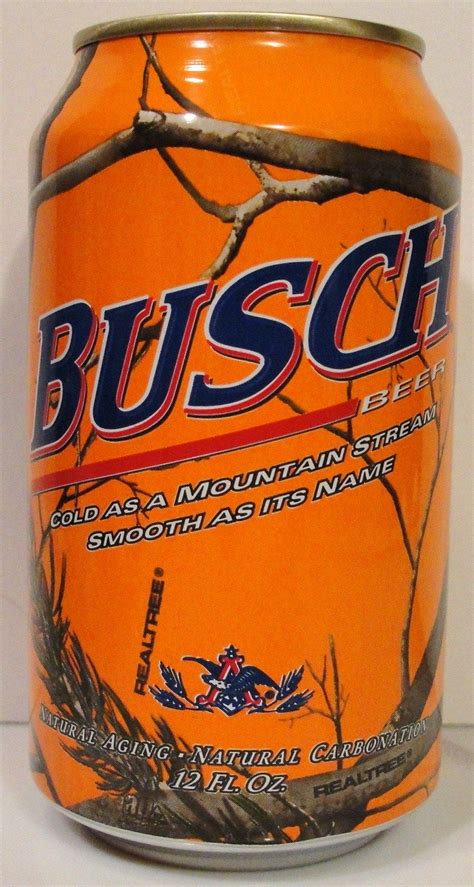 BUSCH
BEER
COLD AS A MOUNTAIN STREAM
SMOOTH AS ITS NAME
REALTREE®
NATURAL AGING · NATURAL CARBONATION
12 FL. OZ.
REALTREE®